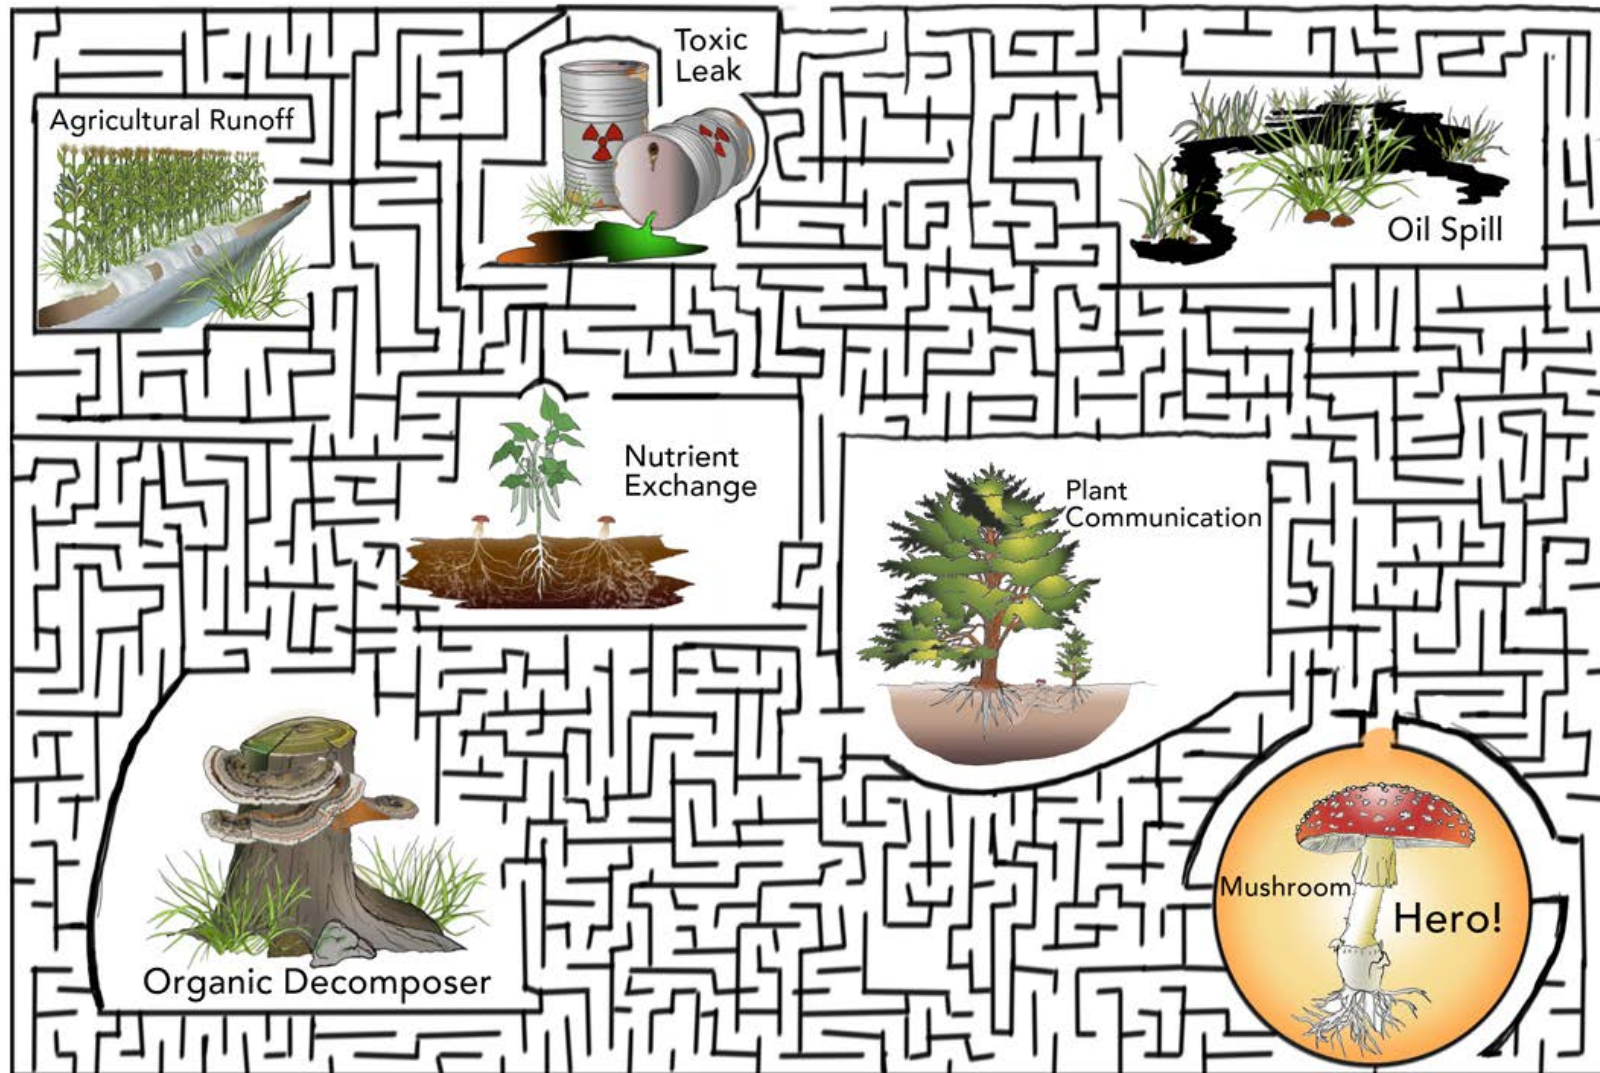 Toxic
Leak
Agricultural Runoff
Oil Spill
Nutrient
Exchange
Plant
Communication
Mushroom
Hero!
Organic Decomposer